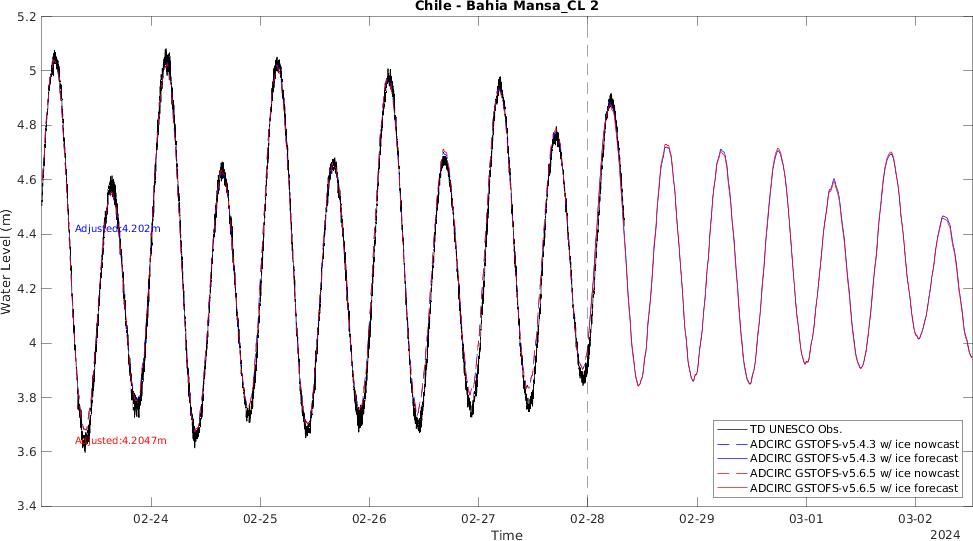 Chile - Bahia Mansa_CL 2
5.2
5
4.8
4.6
4.4
4.2
4
3.8
3.6
3.4
Water Level (m)
Adjusted:4.202m
Adjusted:4.2047m
TD UNESCO Obs.
ADCIRC GSTOFS-v5.4.3 w/ ice nowcast
ADCIRC GSTOFS-v5.4.3 w/ ice forecast
ADCIRC GSTOFS-v5.6.5 w/ ice nowcast
ADCIRC GSTOFS-v5.6.5 w/ ice forecast
02-24 02-25 02-26 02-27 02-28 02-29 03-01 03-02
Time
2024